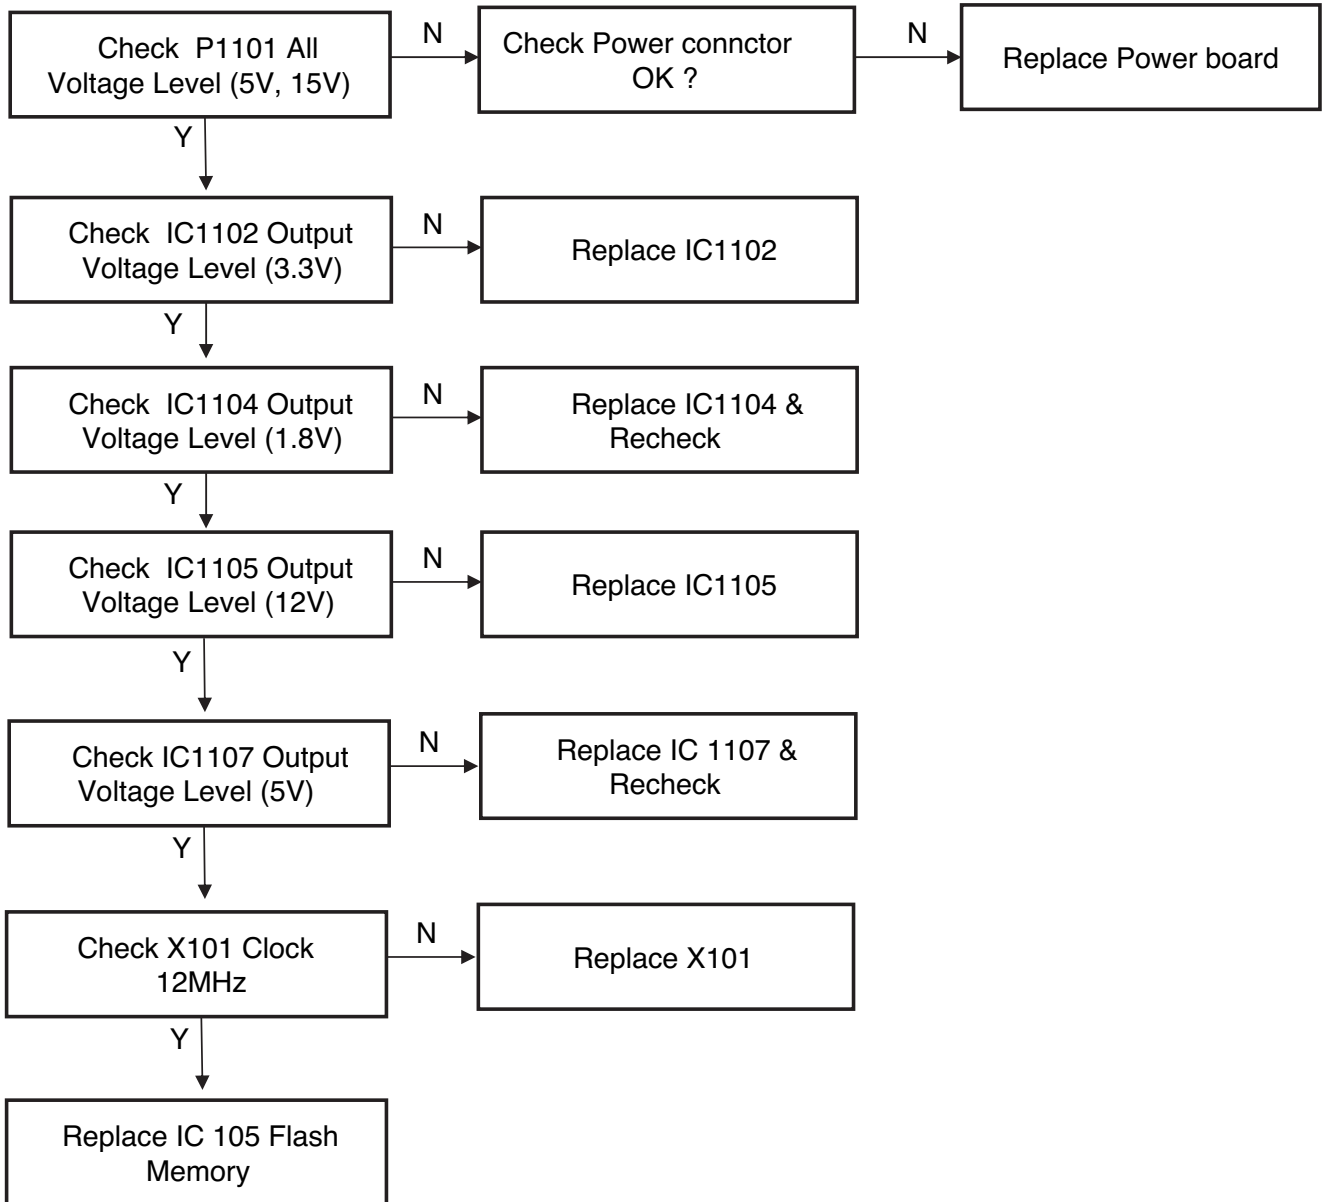 Check P1101 All
Voltage Level (5V, 15V)
N
Check Power connctor
OK ?
N
Replace Power board
Y
Check IC1102 Output
Voltage Level (3.3V)
N
Replace IC1102
Y
Check IC1104 Output
Voltage Level (1.8V)
N
Replace IC1104 &
Recheck
Y
Check IC1105 Output
Voltage Level (12V)
N
Replace IC1105
Y
Check IC1107 Output
Voltage Level (5V)
N
Replace IC 1107 &
Recheck
Y
Check X101 Clock
12MHz
N
Replace X101
Y
Replace IC 105 Flash
Memory